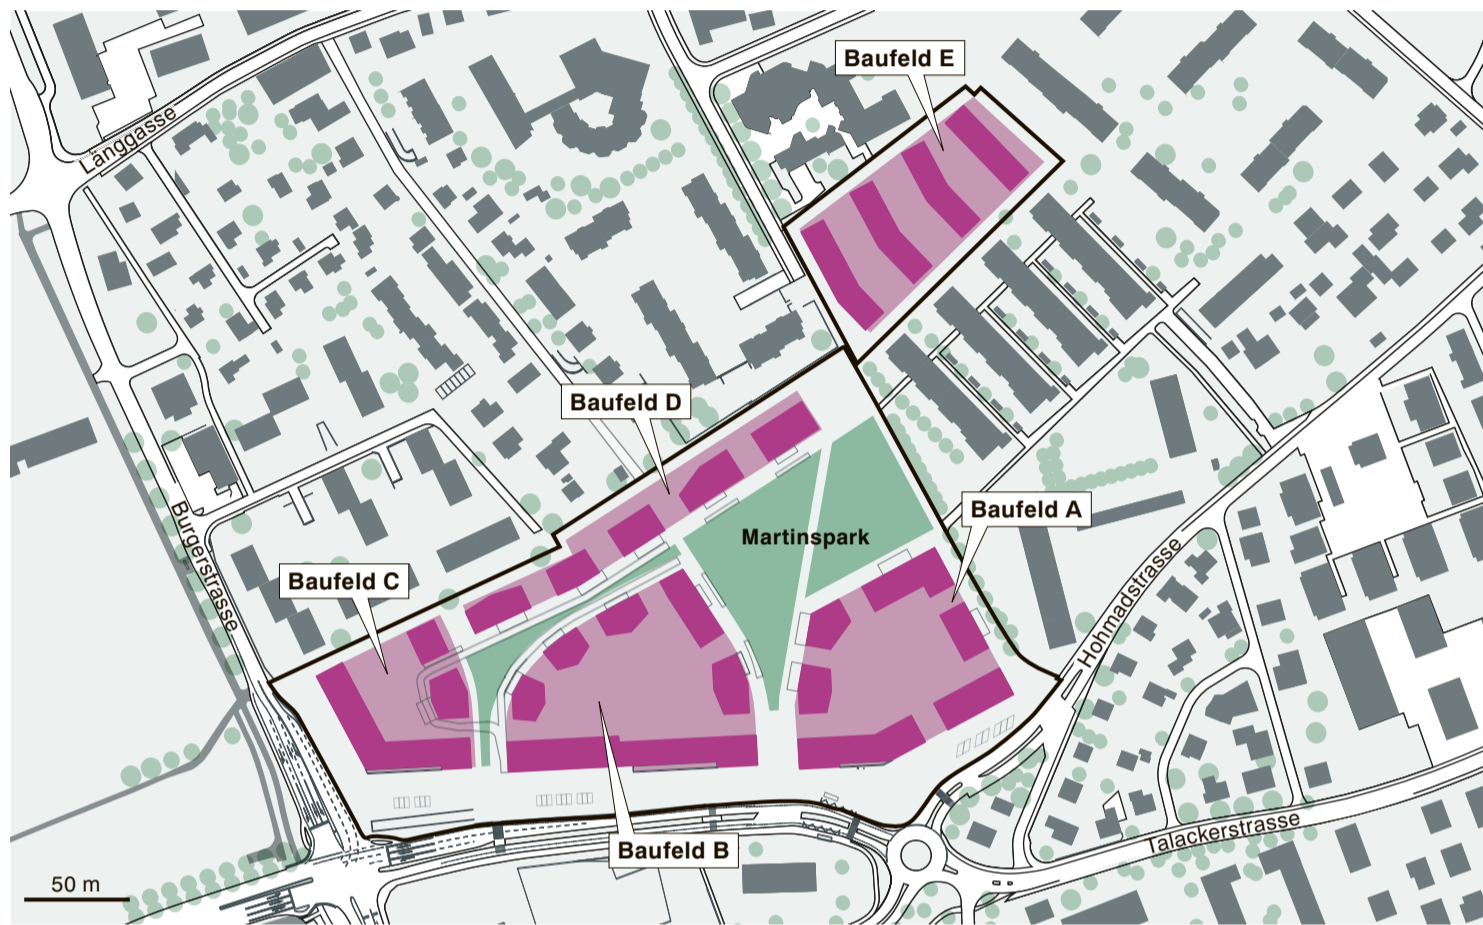 Baufeld E
Länggasse
Baufeld D
Baufeld A
Martinspark
Burgerstrasse
Baufeld C
Hohmadstrasse
Baufeld B
Talackerstrasse
50 m